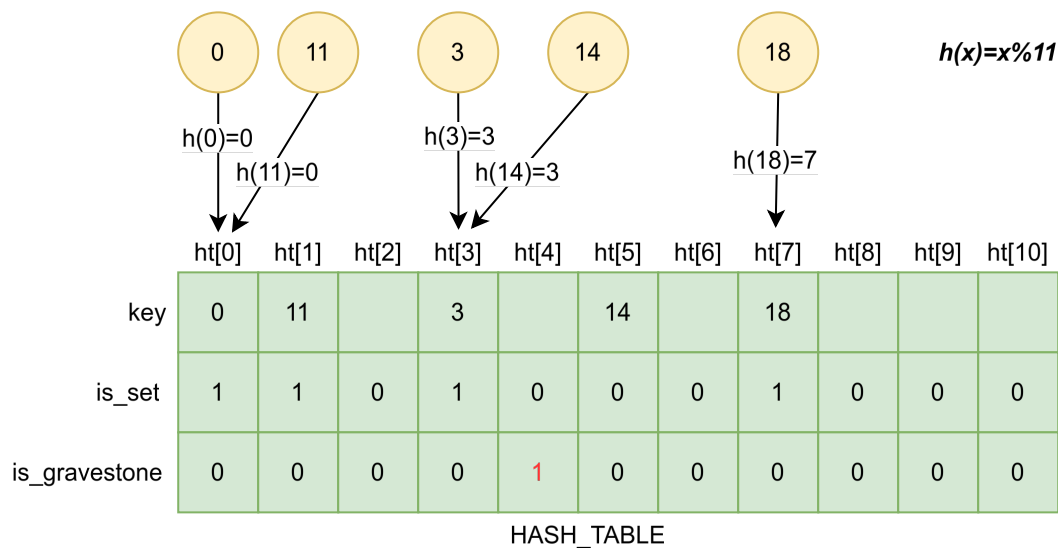 0 11 3 14 18 h(x)=x%11
h(0)=0 h(11)=0 h(3)=3 h(14)=3 h(18)=7
ht[0] ht[1] ht[2] ht[3] ht[4] ht[5] ht[6] ht[7] ht[8] ht[9] ht[10]
key 0 11 3 14 18
is_set 1 1 0 1 0 0 0 1 0 0 0
is_gravestone 0 0 0 0 1 0 0 0 0 0 0
HASH_TABLE